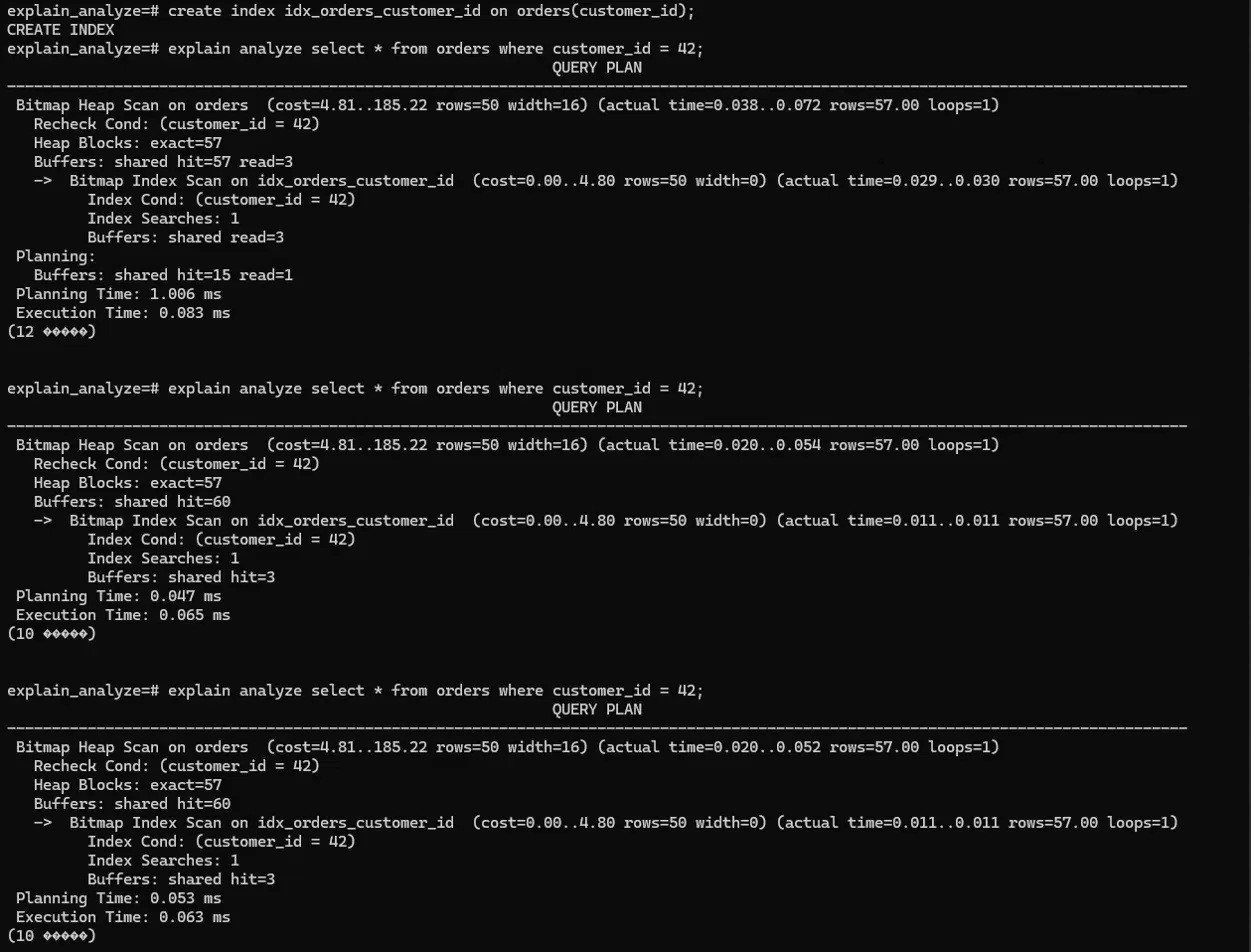 explain_analyze=# create index idx_orders_customer_id on orders(customer_id);
CREATE INDEX
explain_analyze=# explain analyze select * from orders where customer_id = 42;
QUERY PLAN
Bitmap Heap Scan on orders  (cost=4.81..185.22 rows=50 width=16) (actual time=0.038..0.072 rows=57.00 loops=1)
Recheck Cond: (customer_id = 42)
Heap Blocks: exact=57
Buffers: shared hit=57 read=3
->  Bitmap Index Scan on idx_orders_customer_id  (cost=0.00..4.80 rows=50 width=0) (actual time=0.029..0.030 rows=57.00 loops=1)
Index Cond: (customer_id = 42)
Index Searches: 1
Buffers: shared read=3
Planning:
Buffers: shared hit=15 read=1
Planning Time: 1.006 ms
Execution Time: 0.083 ms
(12 �����)
explain_analyze=# explain analyze select * from orders where customer_id = 42;
QUERY PLAN
Bitmap Heap Scan on orders  (cost=4.81..185.22 rows=50 width=16) (actual time=0.020..0.054 rows=57.00 loops=1)
Recheck Cond: (customer_id = 42)
Heap Blocks: exact=57
Buffers: shared hit=60
->  Bitmap Index Scan on idx_orders_customer_id  (cost=0.00..4.80 rows=50 width=0) (actual time=0.011..0.011 rows=57.00 loops=1)
Index Cond: (customer_id = 42)
Index Searches: 1
Buffers: shared hit=3
Planning Time: 0.047 ms
Execution Time: 0.065 ms
(10 �����)
explain_analyze=# explain analyze select * from orders where customer_id = 42;
QUERY PLAN
Bitmap Heap Scan on orders  (cost=4.81..185.22 rows=50 width=16) (actual time=0.020..0.052 rows=57.00 loops=1)
Recheck Cond: (customer_id = 42)
Heap Blocks: exact=57
Buffers: shared hit=60
->  Bitmap Index Scan on idx_orders_customer_id  (cost=0.00..4.80 rows=50 width=0) (actual time=0.011..0.011 rows=57.00 loops=1)
Index Cond: (customer_id = 42)
Index Searches: 1
Buffers: shared hit=3
Planning Time: 0.053 ms
Execution Time: 0.063 ms
(10 �����)